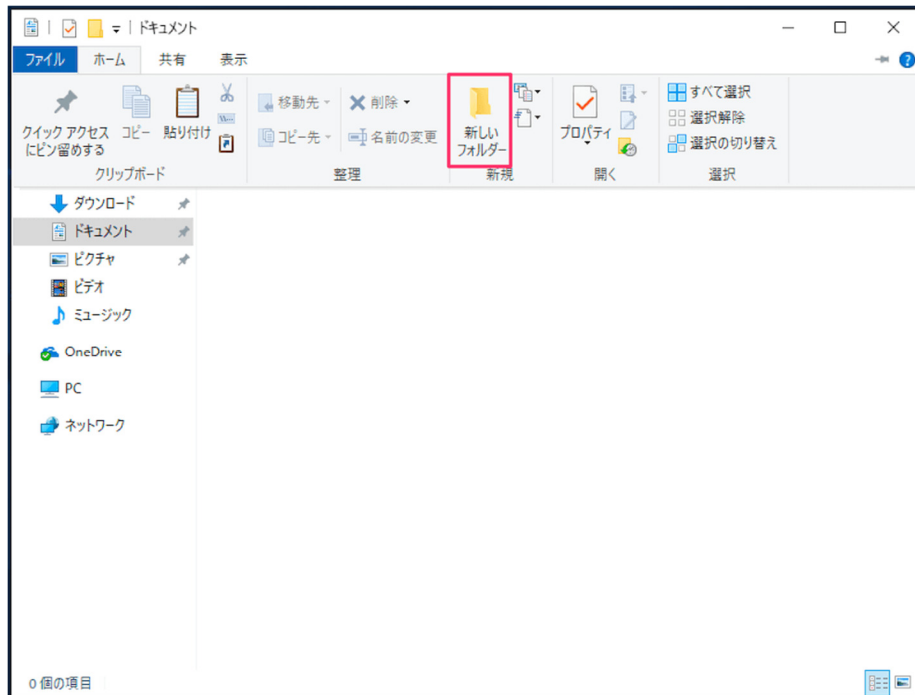 ドキュメント
ファイル ホーム 共有 表示
クイック アクセス
にピン留めする
コピー
貼り付け
クリップボード
移動先
コピー先
削除
名前の変更
整理
新しい
フォルダー
新規
プロパティ
開く
すべて選択
選択解除
選択の切り替え
選択
ダウンロード
ドキュメント
ピクチャ
ビデオ
ミュージック
OneDrive
PC
ネットワーク
0 個の項目